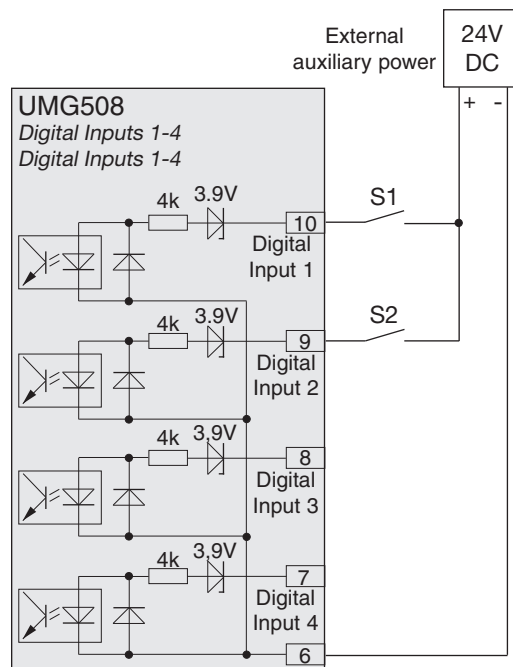 External
auxiliary power
24V
DC
+ -
UMG508
Digital Inputs 1-4
Digital Inputs 1-4
4k 3.9V
10
S1
Digital
Input 1
4k 3.9V
9
S2
Digital
Input 2
4k 3,9V
8
Digital
Input 3
4k 3,9V
7
Digital
Input 4
6